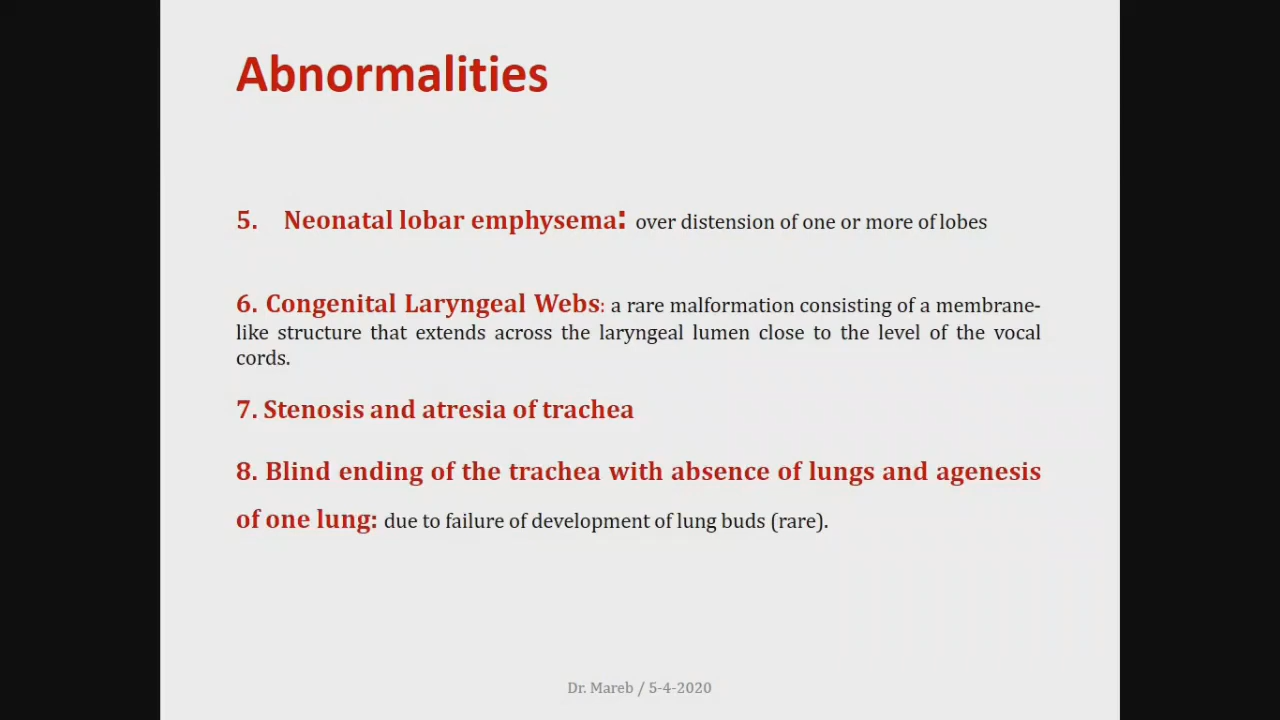 Abnormalities
5. Neonatal lobar emphysema: over distension of one or more of lobes
6. Congenital Laryngeal Webs: a rare malformation consisting of a membrane-
like structure that extends across the laryngeal lumen close to the level of the vocal
cords.
7. Stenosis and atresia of trachea
8. Blind ending of the trachea with absence of lungs and agenesis
of one lung: due to failure of development of lung buds (rare).
Dr. Mareb / 5-4-2020